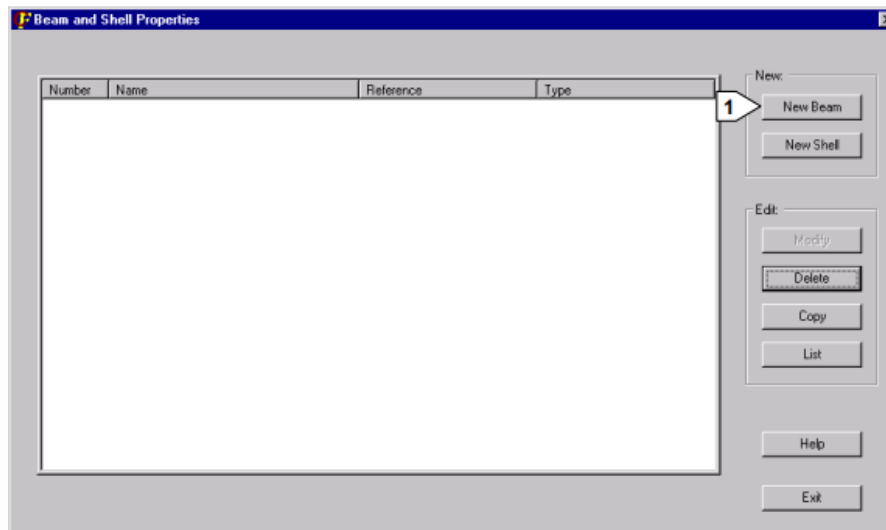 Beam and Shell Properties
Number Name Reference Type
New:
1
New Beam
New Shell
Edit:
Modify
Delete
Copy
List
Help
Exit